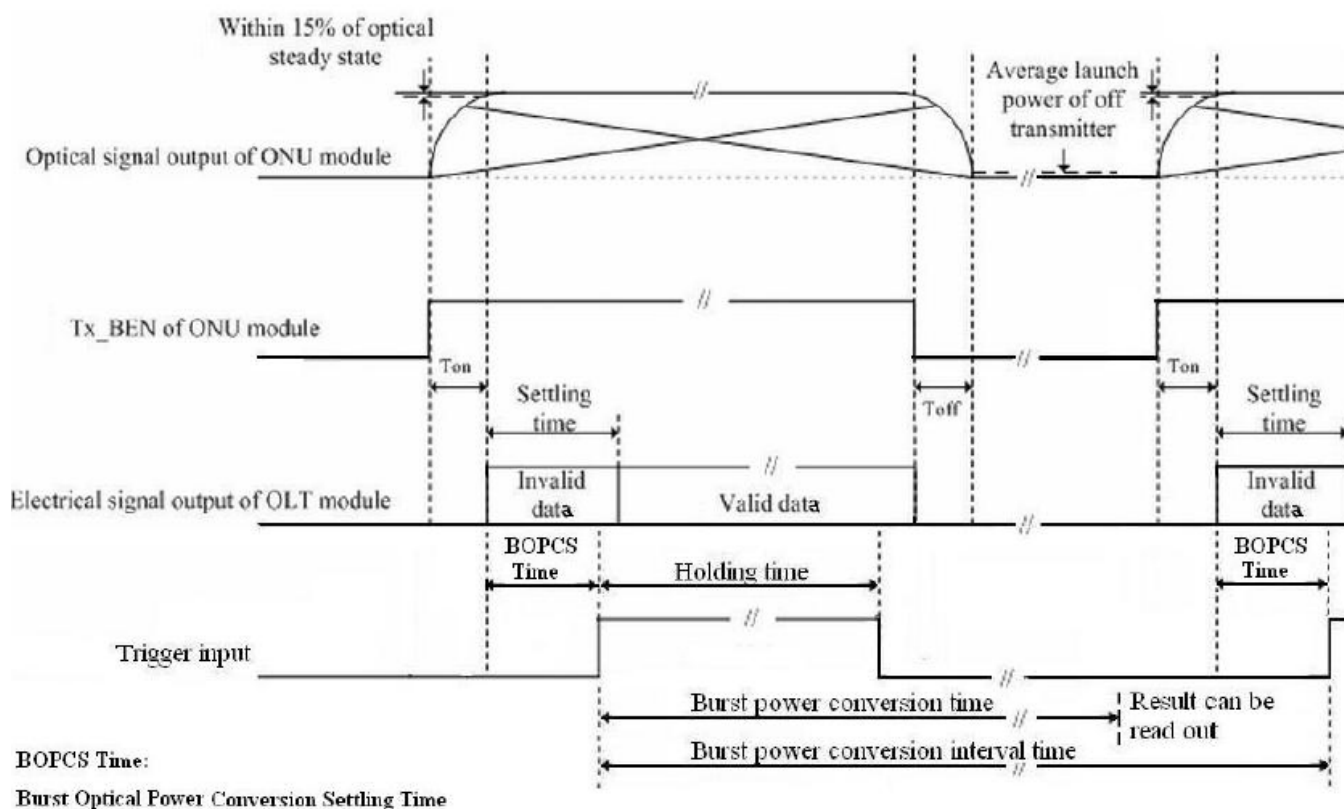 Within 15% of optical
steady state
Average launch
power of off
transmitter
Optical signal output of ONU module
Tx_BEN of ONU module
Ton
Toff
Ton
Settling
time
Settling
time
Electrical signal output of OLT module
Invalid
data
Valid data
Invalid
data
BOPCS
Time
Holding time
BOPCS
Time
Trigger input
Burst power conversion time
Result can be
read out
Burst power conversion interval time
BOPCS Time:
Burst Optical Power Conversion Settling Time